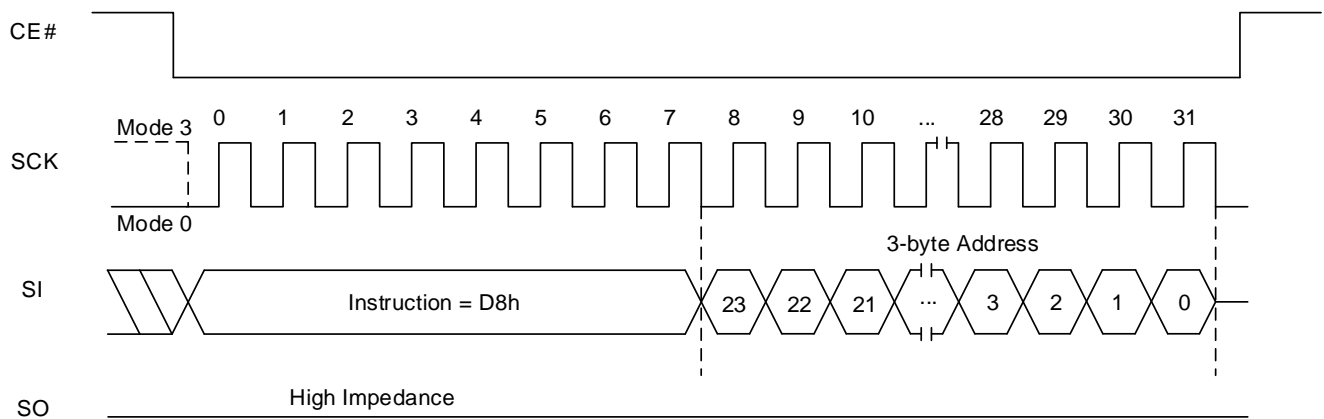 CE#
0 1 2 3 4 5 6 7 8 9 10 ... 28 29 30 31
Mode 3
SCK
Mode 0
3-byte Address
SI
Instruction = D8h 23 22 21 ... 3 2 1 0
High Impedance
SO